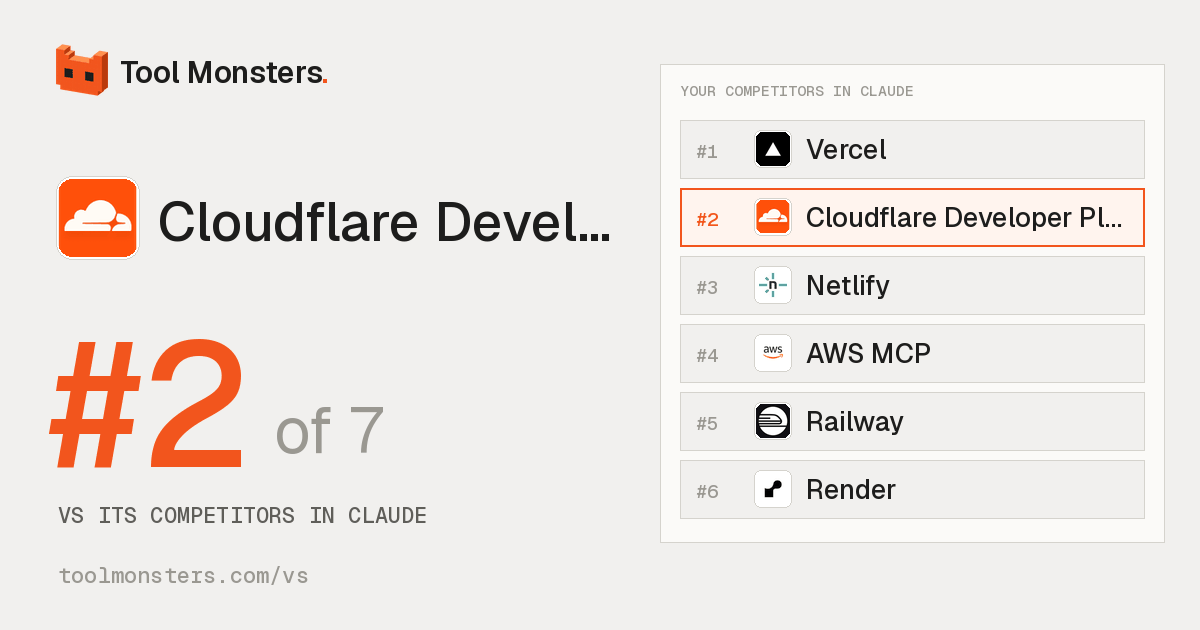 Tool Monsters.
Cloudflare Devel...
#2 of 7
VS ITS COMPETITORS IN CLAUDE
toolmonsters.com/vs
YOUR COMPETITORS IN CLAUDE
#1 Vercel
#2 Cloudflare Developer Pl...
#3 n Netlify
#4 aws AWS MCP
#5 Railway
#6 Render